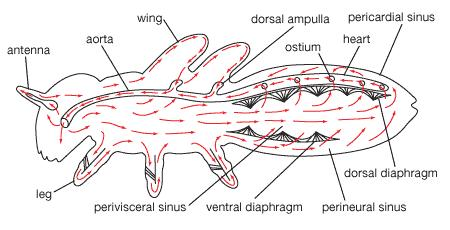 wing
pericardial sinus
dorsal ampulla
aorta
ostium
heart
antenna
dorsal diaphragm
leg
perivisceral sinus
ventral diaphragm
perineural sinus